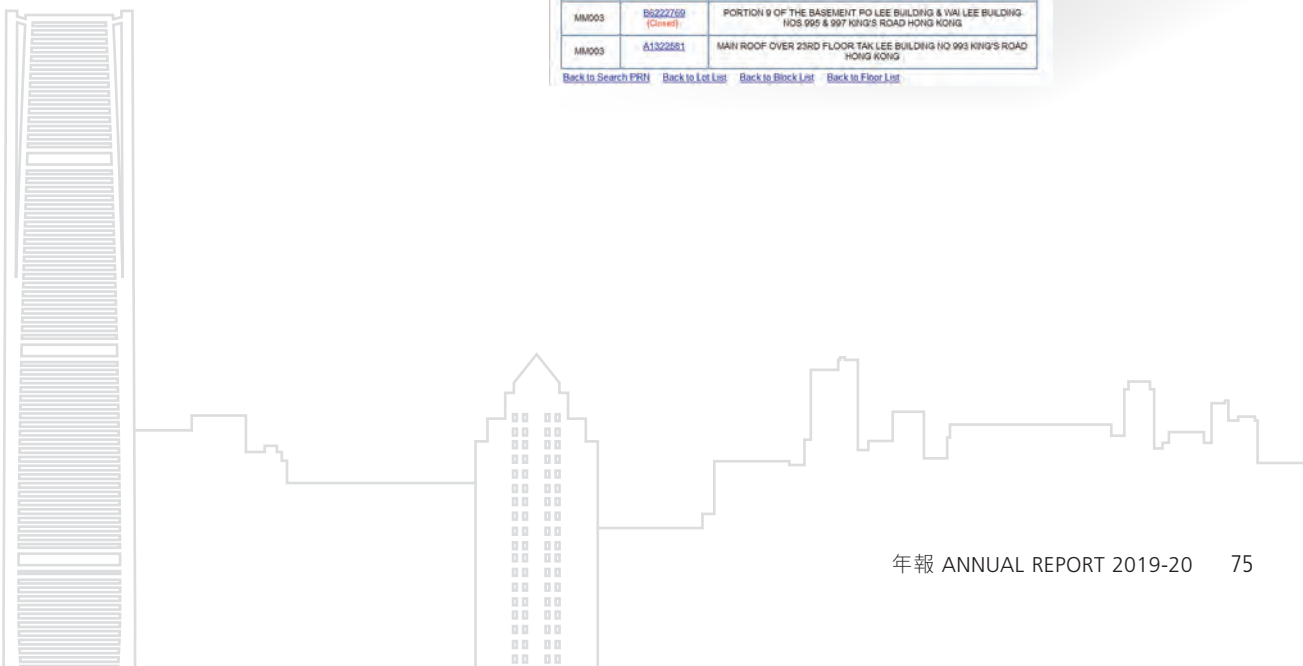 MM003 B6222769 PORTION 9 OF THE BASEMENT PO LEE BUILDING & WAI LEE BUILDING
(Closed) NOS 995 & 997 KING'S ROAD HONG KONG
MM003 A1322581 MAIN ROOF OVER 23RD FLOOR TAK LEE BUILDING NO 993 KING'S ROAD
HONG KONG
Back to Search PRN Back to Lot List Back to Block List Back to Floor List
年報 ANNUAL REPORT 2019-20 75